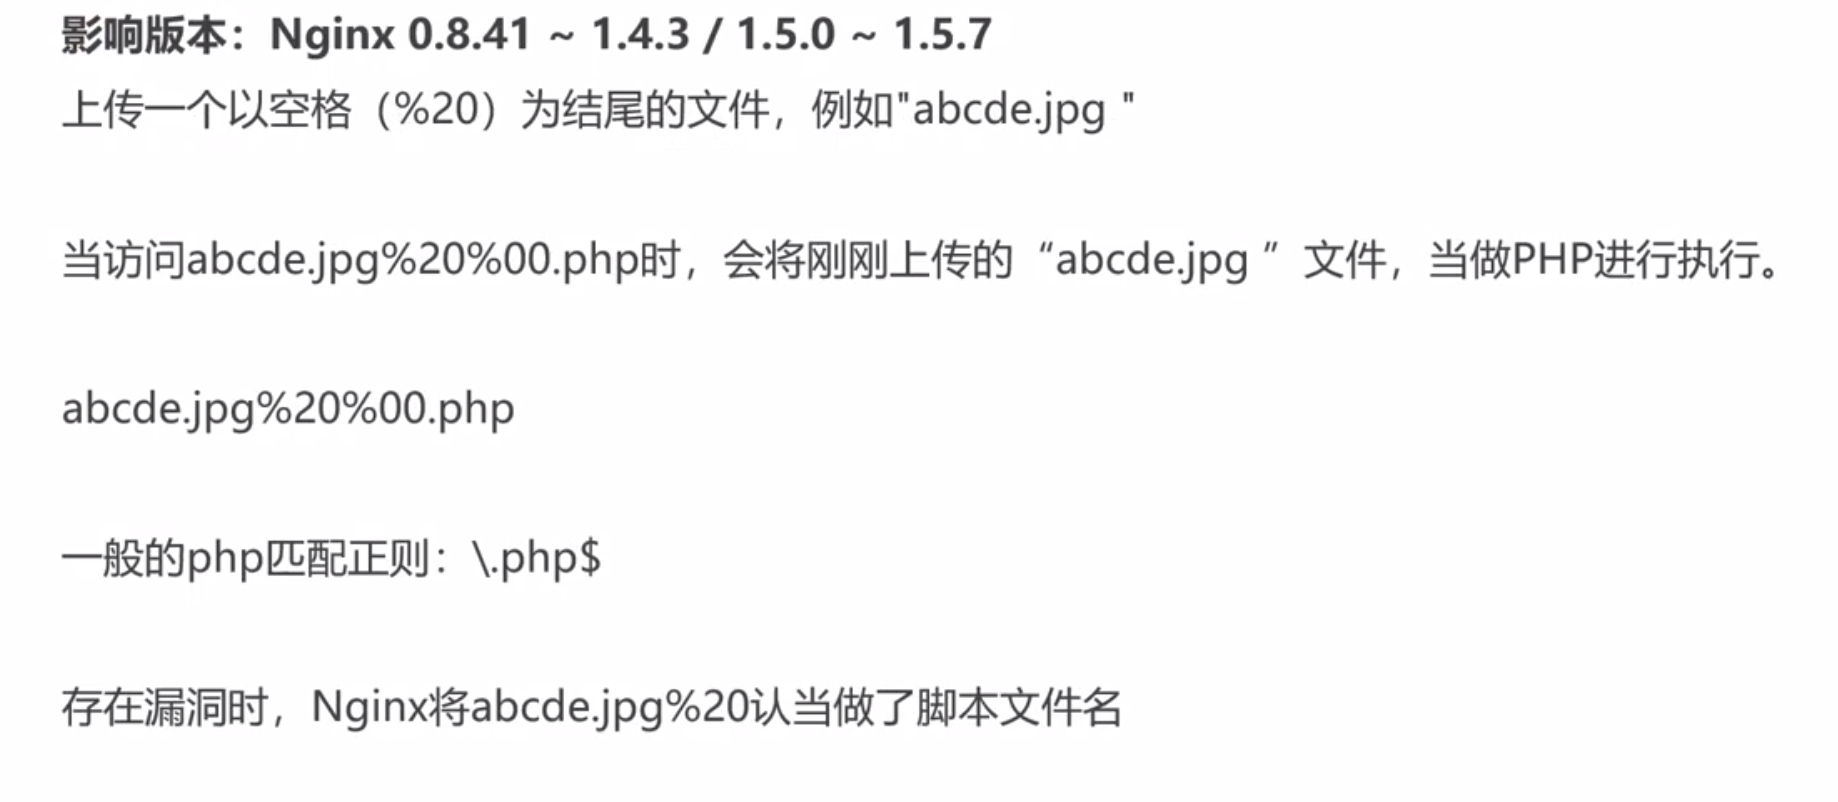 影响版本：Nginx 0.8.41 ~ 1.4.3 / 1.5.0 ~ 1.5.7
上传一个以空格（%20）为结尾的文件，例如"abcde.jpg "
当访问abcde.jpg%20%00.php时，会将刚刚上传的“abcde.jpg ”文件，当做PHP进行执行。
abcde.jpg%20%00.php
一般的php匹配正则：\.php$
存在漏洞时，Nginx将abcde.jpg%20认当做了脚本文件名